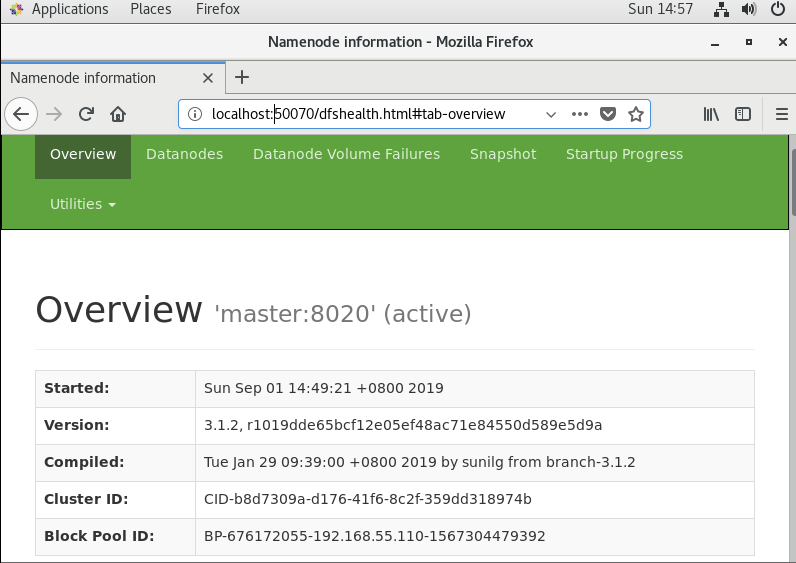 Applications Places Firefox Sun 14:57
Namenode information - Mozilla Firefox
Namenode information
localhost:50070/dfshealth.html#tab-overview
Overview Datanodes Datanode Volume Failures Snapshot Startup Progress
Utilities
Overview 'master:8020' (active)
Started: Sun Sep 01 14:49:21 +0800 2019
Version: 3.1.2, r1019dde65bcf12e05ef48ac71e84550d589e5d9a
Compiled: Tue Jan 29 09:39:00 +0800 2019 by sunilg from branch-3.1.2
Cluster ID: CID-b8d7309a-d176-41f6-8c2f-359dd318974b
Block Pool ID: BP-676172055-192.168.55.110-1567304479392